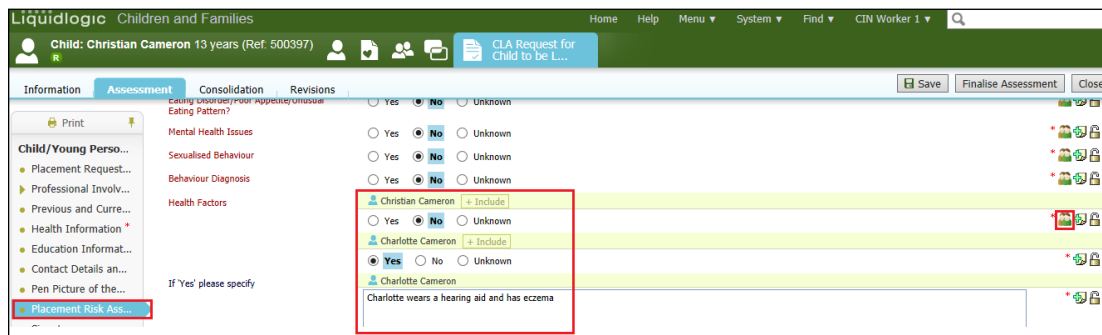 Liquidlogic Children and Families Home Help Menu ▼ System ▼ Find ▼ CIN Worker 1 ▼
Child: Christian Cameron 13 years (Ref: 500397)
R
CLA Request for
Child to be L...
Information Assessment Consolidation Revisions Save Finalise Assessment Close
Print
Child/Young Perso...
Placement Request...
Professional Involv...
Previous and Curre...
Health Information *
Education Informat...
Contact Details an...
Pen Picture of the...
Placement Risk Ass...
Eating Disorder/Poor Appetite/Unusual
Eating Pattern?
Yes No Unknown
Mental Health Issues Yes No Unknown *
Sexualised Behaviour Yes No Unknown *
Behaviour Diagnosis Yes No Unknown *
Health Factors Christian Cameron + Include
Yes No Unknown *
Charlotte Cameron + Include
Yes No Unknown *
If 'Yes' please specify Charlotte Cameron
Charlotte wears a hearing aid and has eczema *